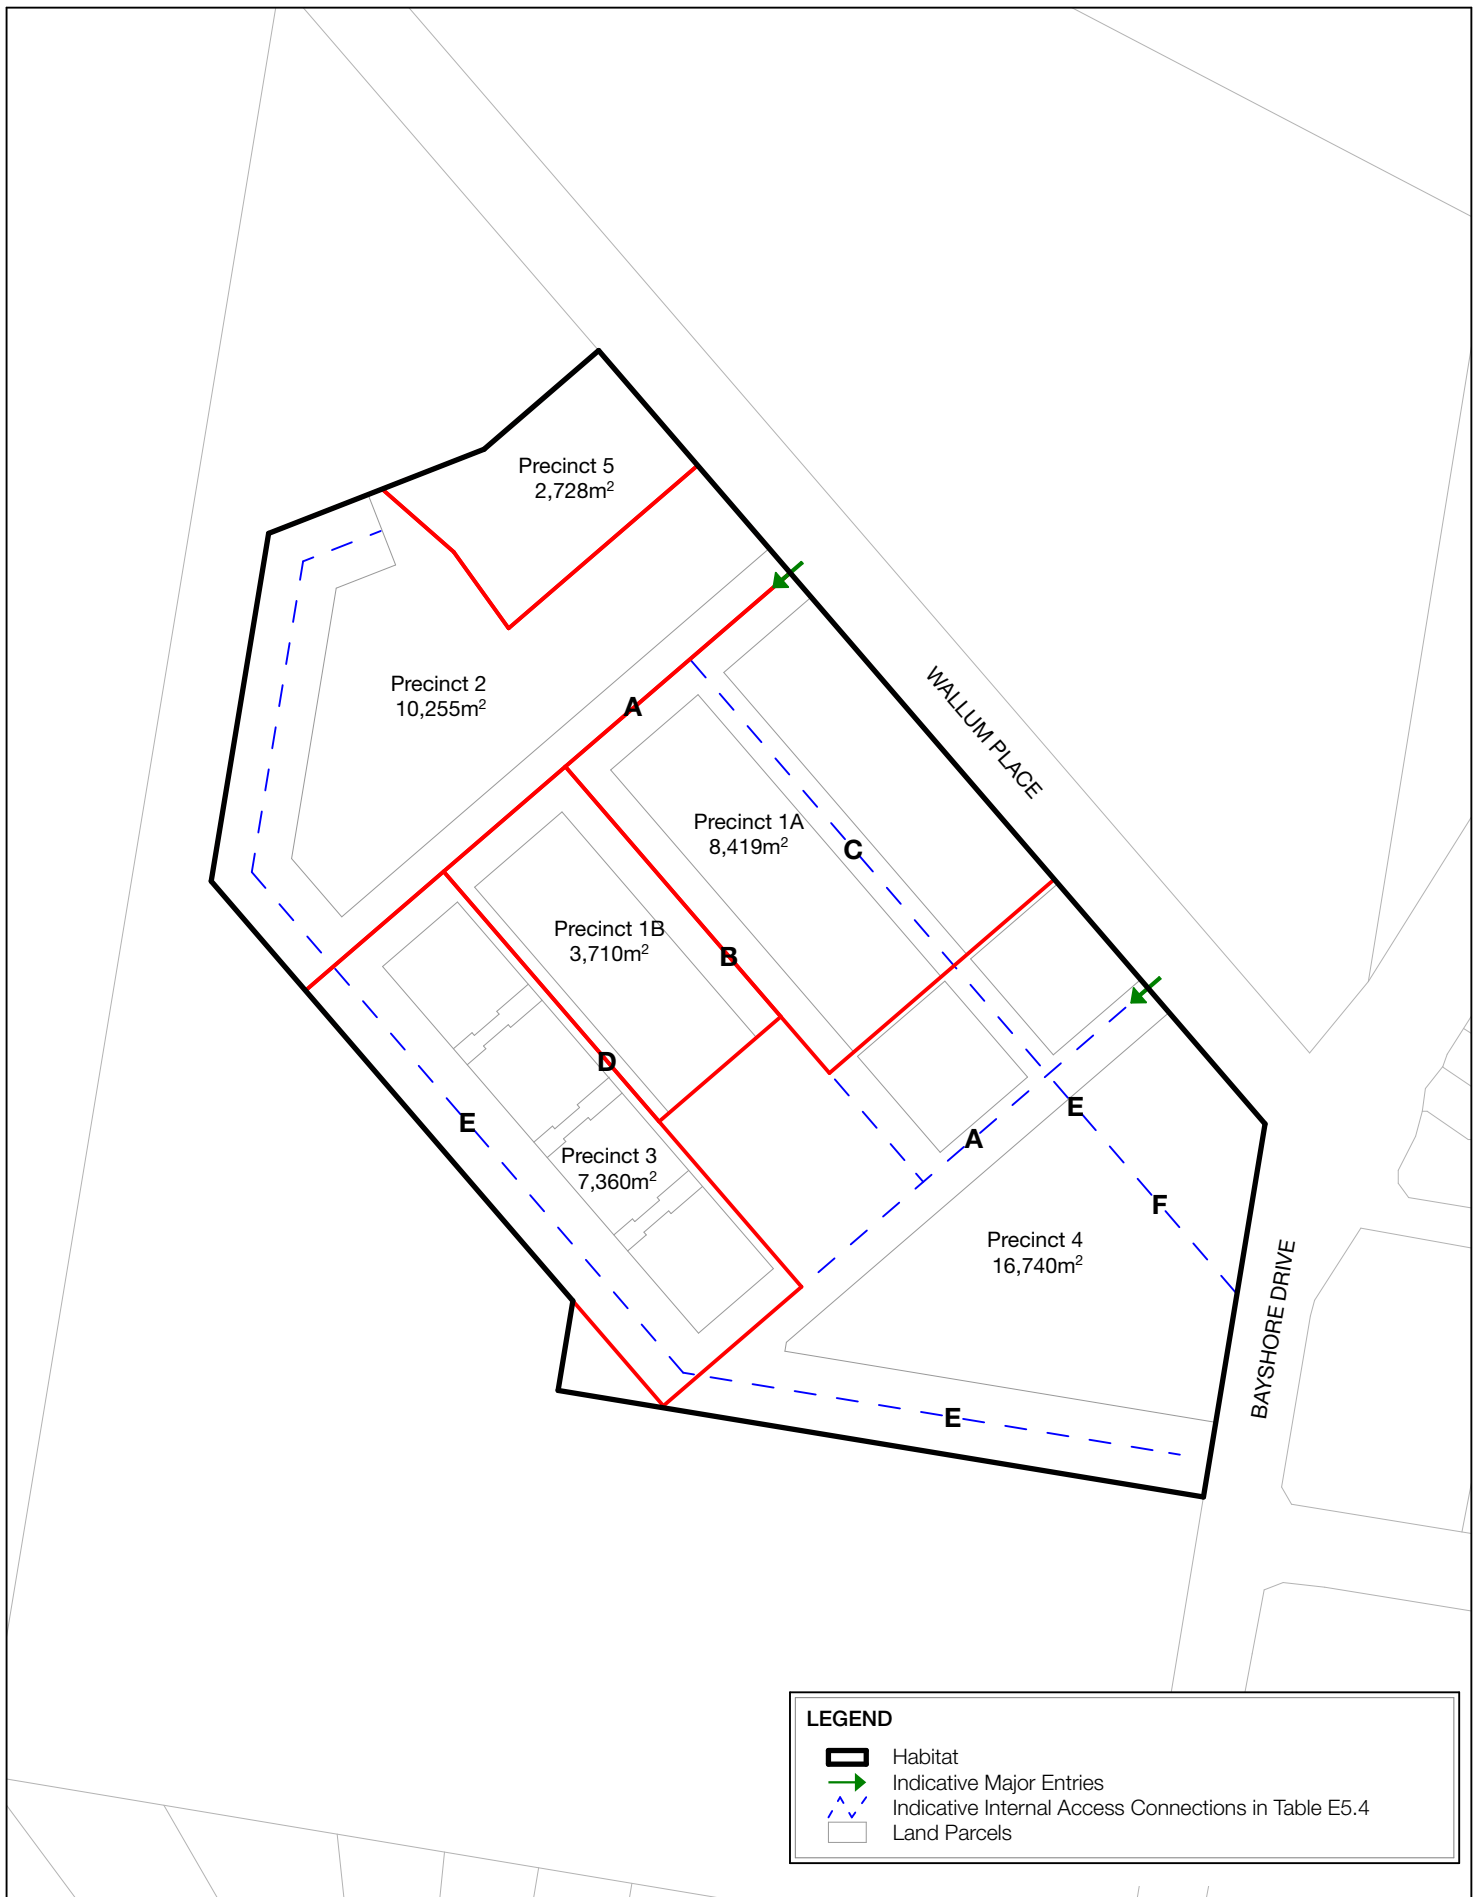 Precinct 5
2,728m²
WALLUM PLACE
Precinct 2
10,255m²
A
Precinct 1A
8,419m²
C
Precinct 1B
3,710m²
B
D
E
E
A
Precinct 3
7,360m²
F
Precinct 4
16,740m²
BAYSHORE DRIVE
E
LEGEND
Habitat
Indicative Major Entries
Indicative Internal Access Connections in Table E5.4
Land Parcels